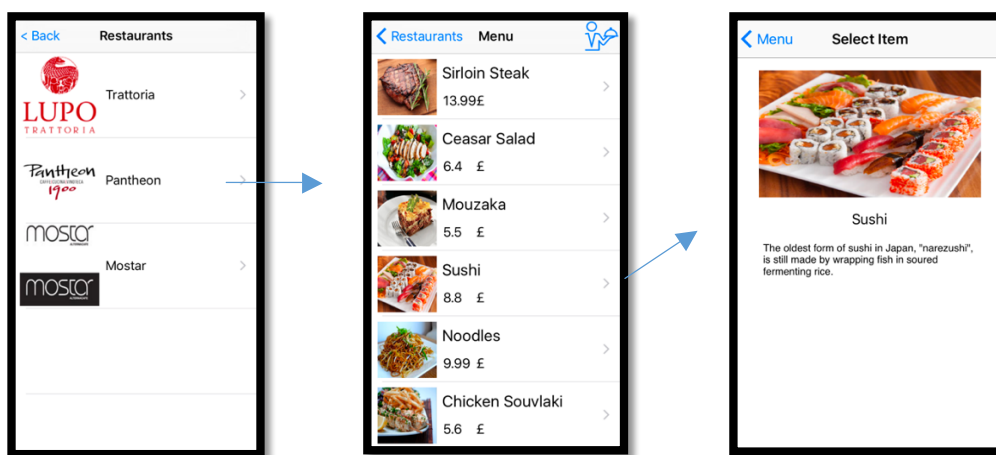 < Back Restaurants
LUPO
TRATTORIA
Trattoria
Pantheon
1900
Pantheon
mostar
Mostar
mostar
Restaurants Menu
Sirloin Steak
13.99£
Ceasar Salad
6.4 £
Mouzaka
5.5 £
Sushi
8.8 £
Noodles
9.99 £
Chicken Souvlaki
5.6 £
Menu Select Item
Sushi
The oldest form of sushi in Japan, "narezushi",
is still made by wrapping fish in soured
fermenting rice.